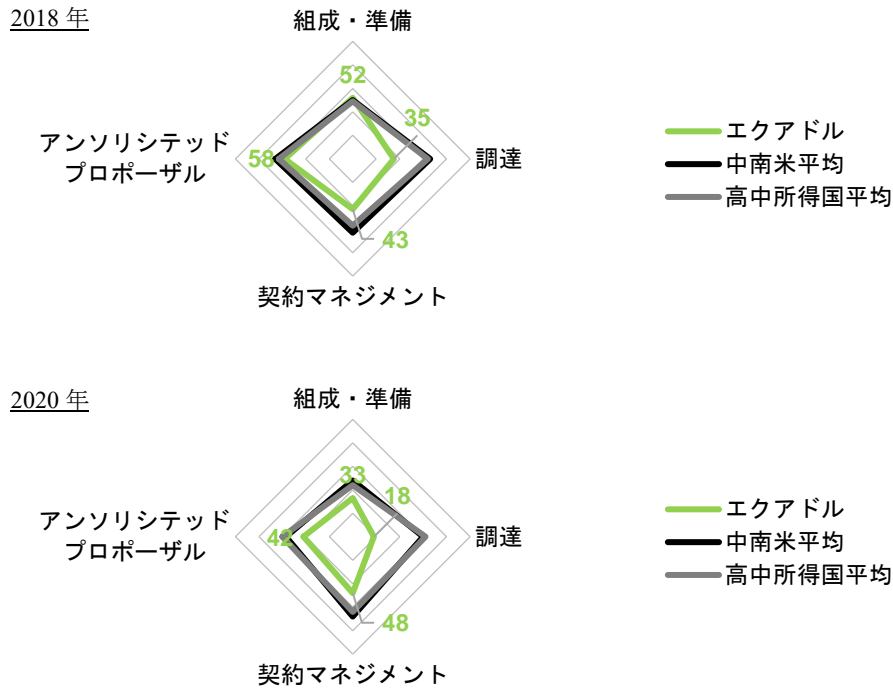 2018 年
組成・準備
52
35
アンソリシテッド
プロポーザル
58
調達
43
契約マネジメント
エクアドル
中南米平均
高中所得国平均
2020 年
組成・準備
33
18
アンソリシテッド
プロポーザル
42
調達
48
契約マネジメント
エクアドル
中南米平均
高中所得国平均